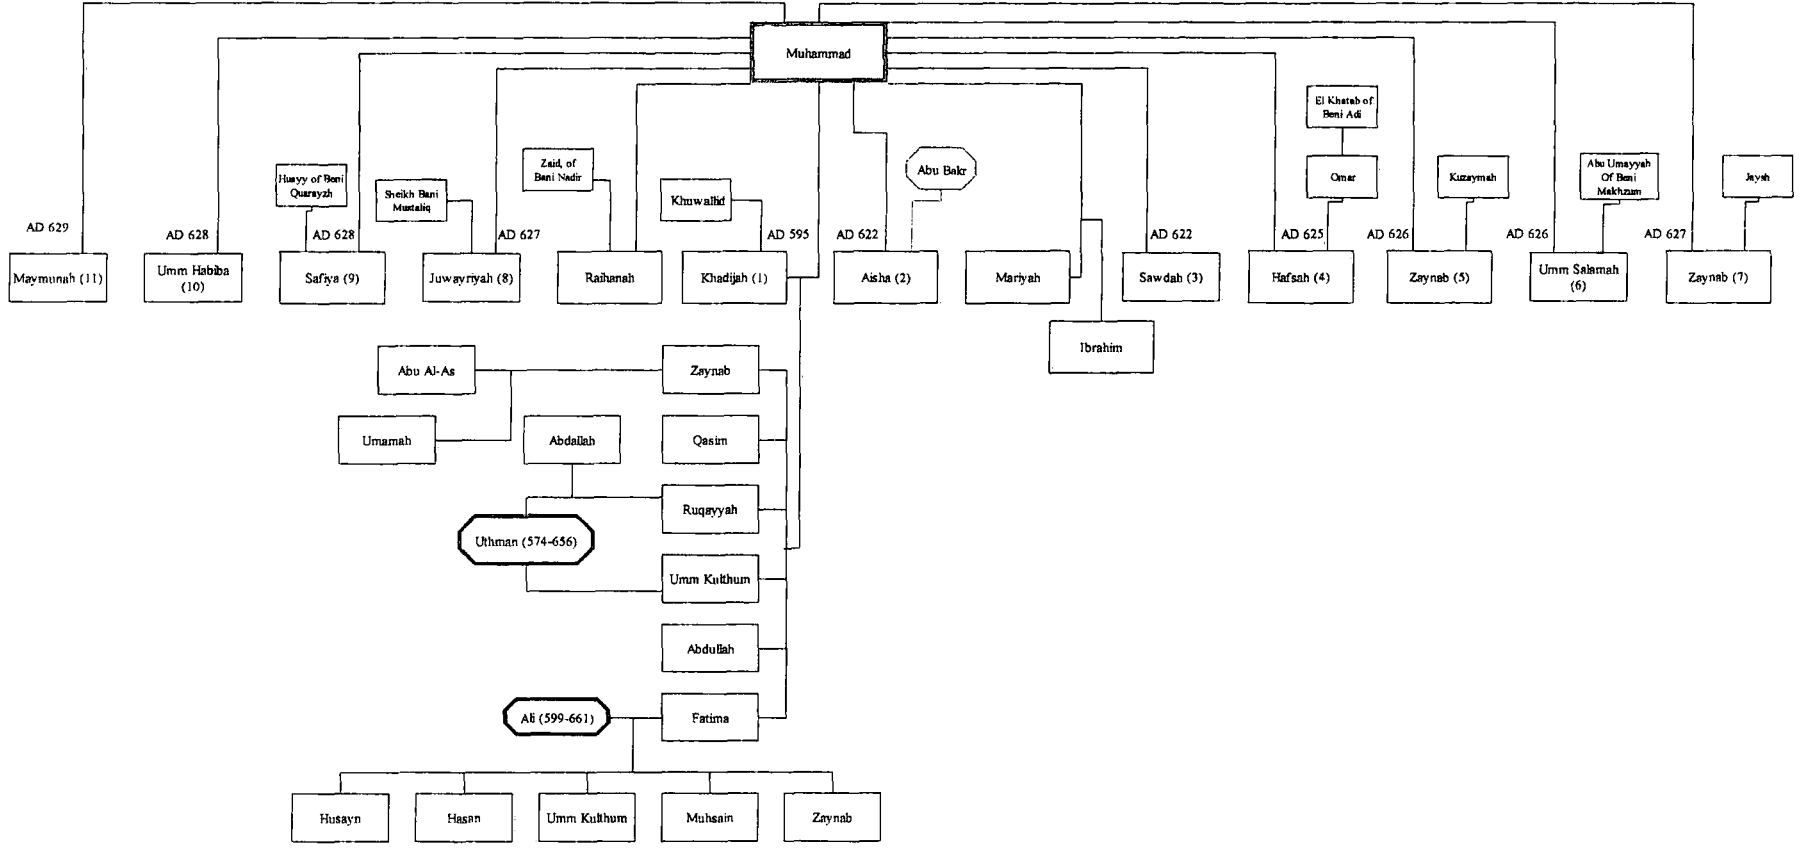 Muhammad
El Khatab of
Beni Adi
Zaid, of
Bani Nadir
Abu Bakr
Huyy of Beni
Quarayzh
Sheikh Bani
Mustaliq
Khuwallid
Omar
Kuzaymah
Abu Umayyah
Of Beni
Makhzum
Jaysh
AD 629
AD 628
AD 628
AD 627
AD 595
AD 622
AD 622
AD 625
AD 626
AD 626
AD 627
Maymunah (11)
Umm Habiba
(10)
Safiya (9)
Juwayriyah (8)
Raihanah
Khadijah (1)
Aisha (2)
Mariyah
Sawdah (3)
Hafsah (4)
Zaynab (5)
Umm Salamah
(6)
Zaynab (7)
Ibrahim
Abu Al-As
Zaynab
Umamah
Abdallah
Qasim
Ruqayyah
Uthman (574-656)
Umm Kulthum
Abdullah
Ali (599-661)
Fatima
Husayn
Hasan
Umm Kulthum
Muhsain
Zaynab